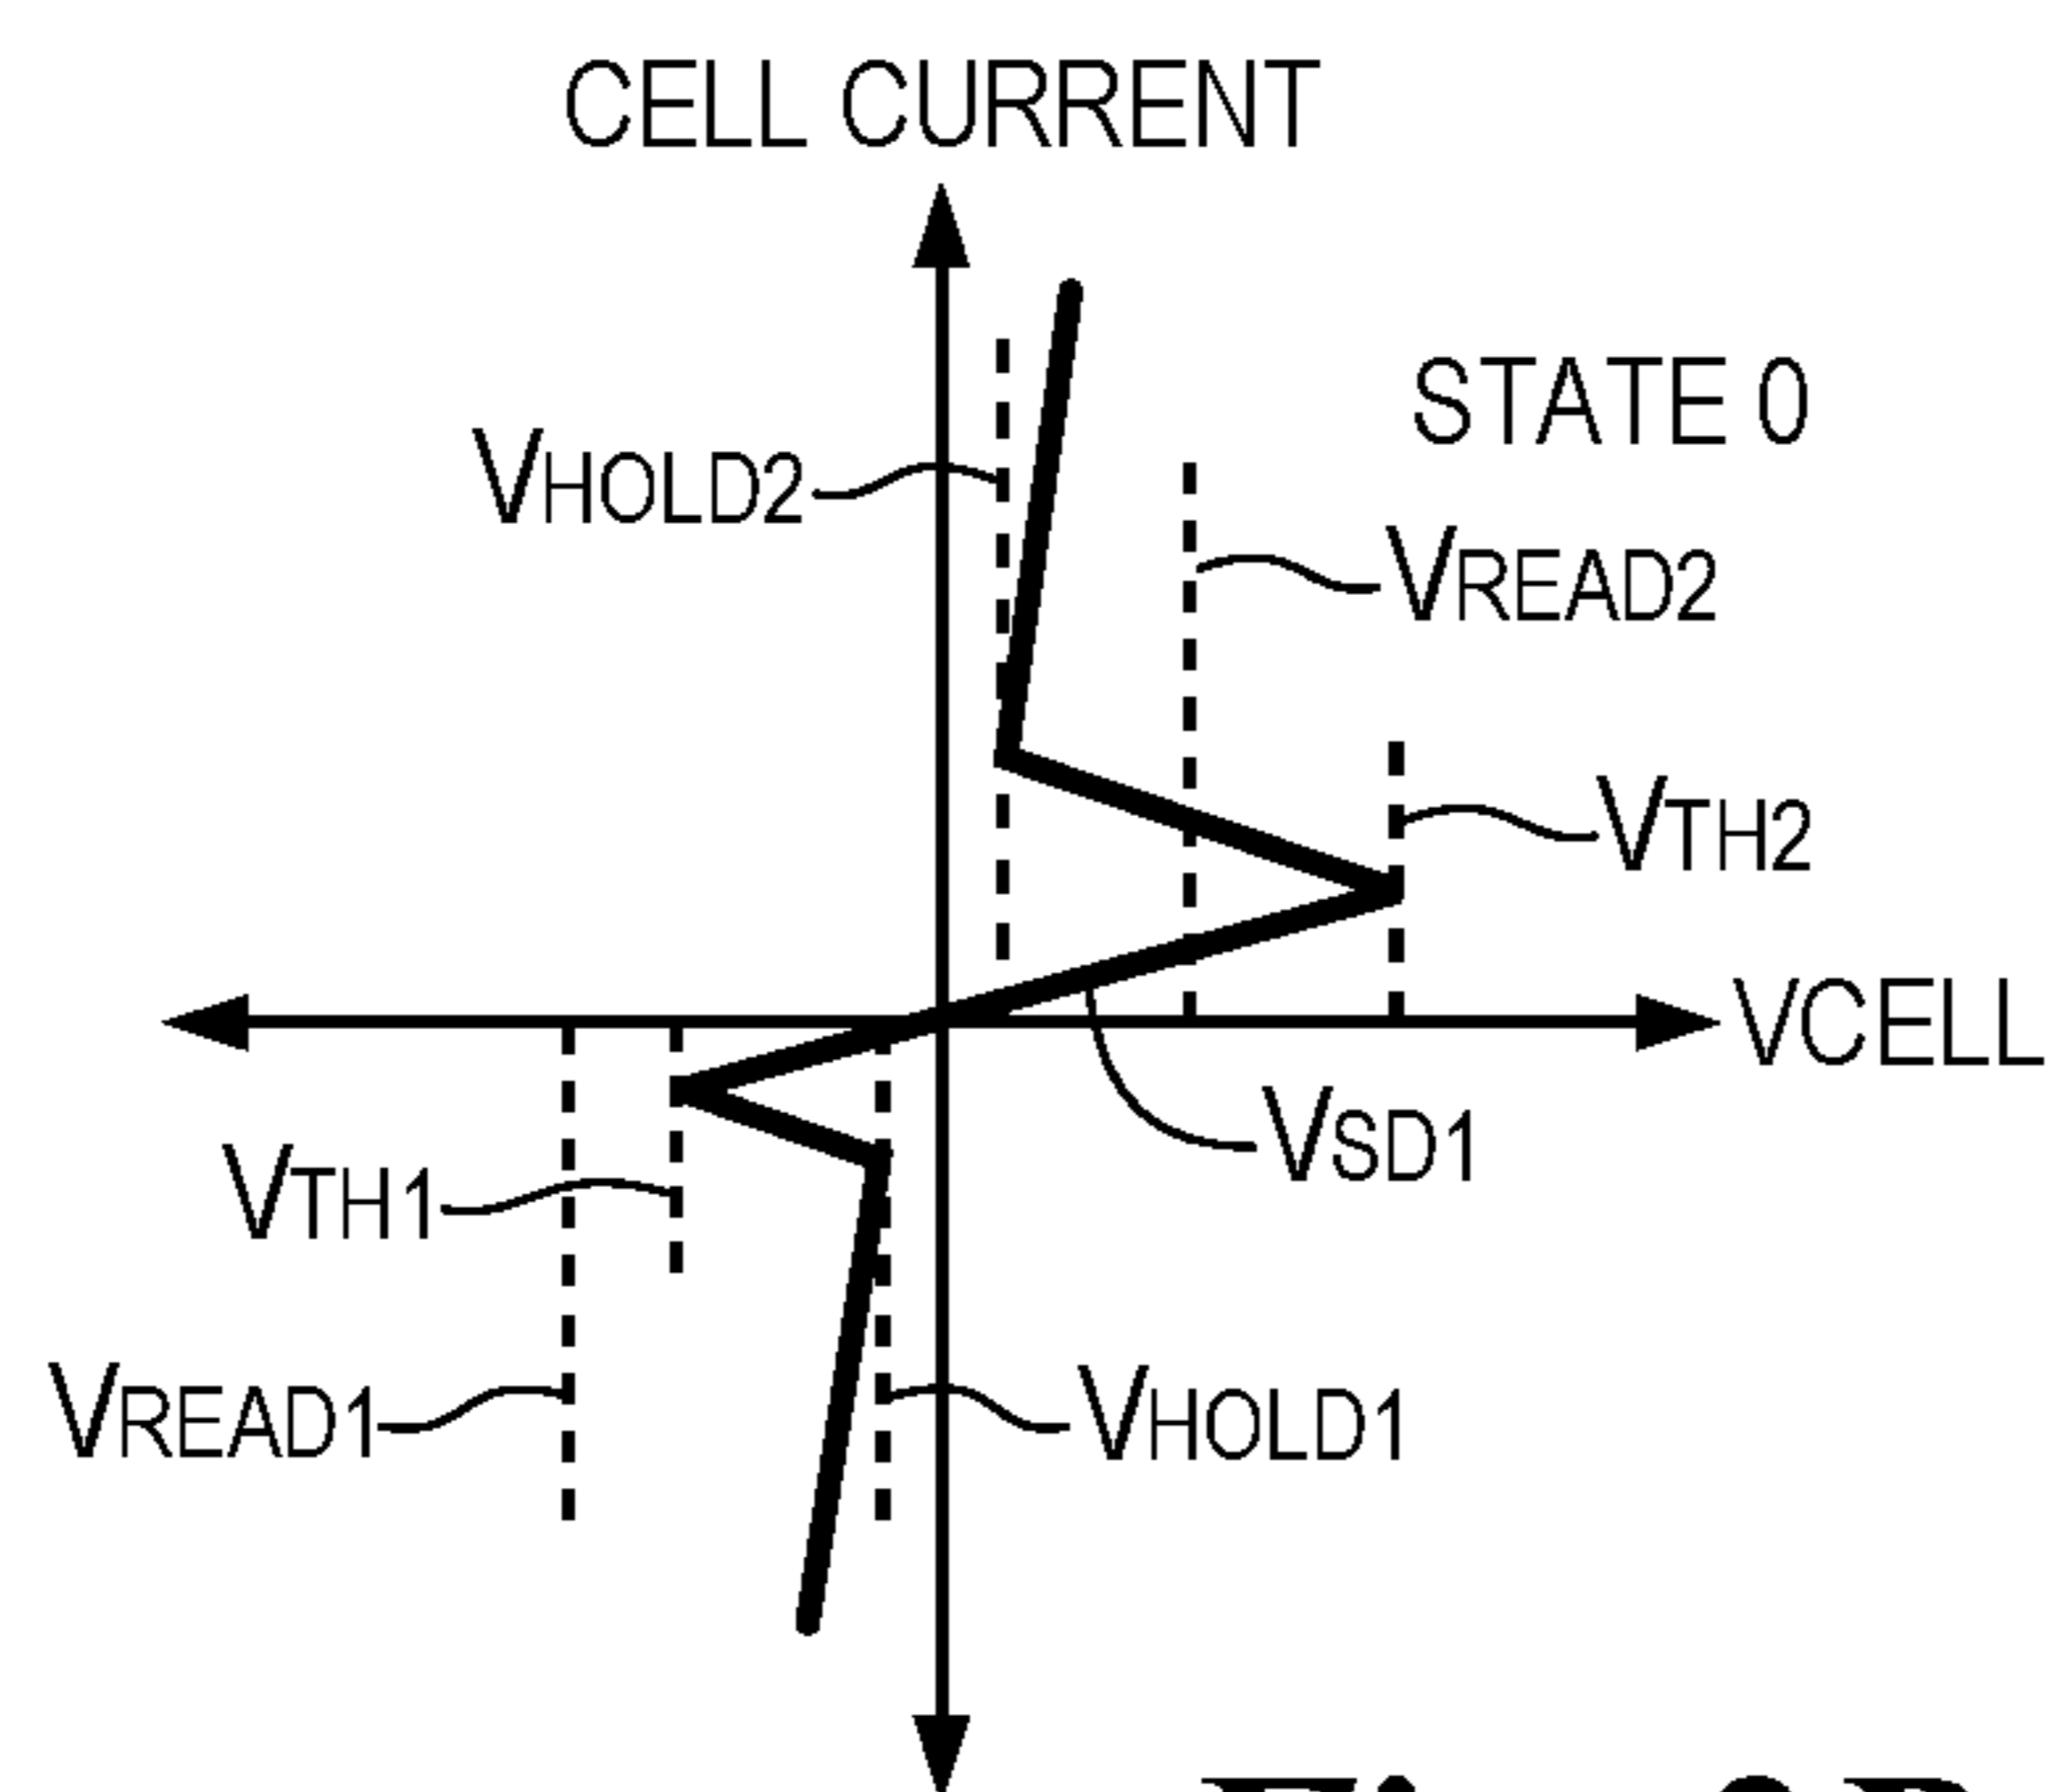 CELL CURRENT
STATE 0
VHOLD2
VREAD2
VTH2
VCELL
VSD1
VTH1
VREAD1
VHOLD1